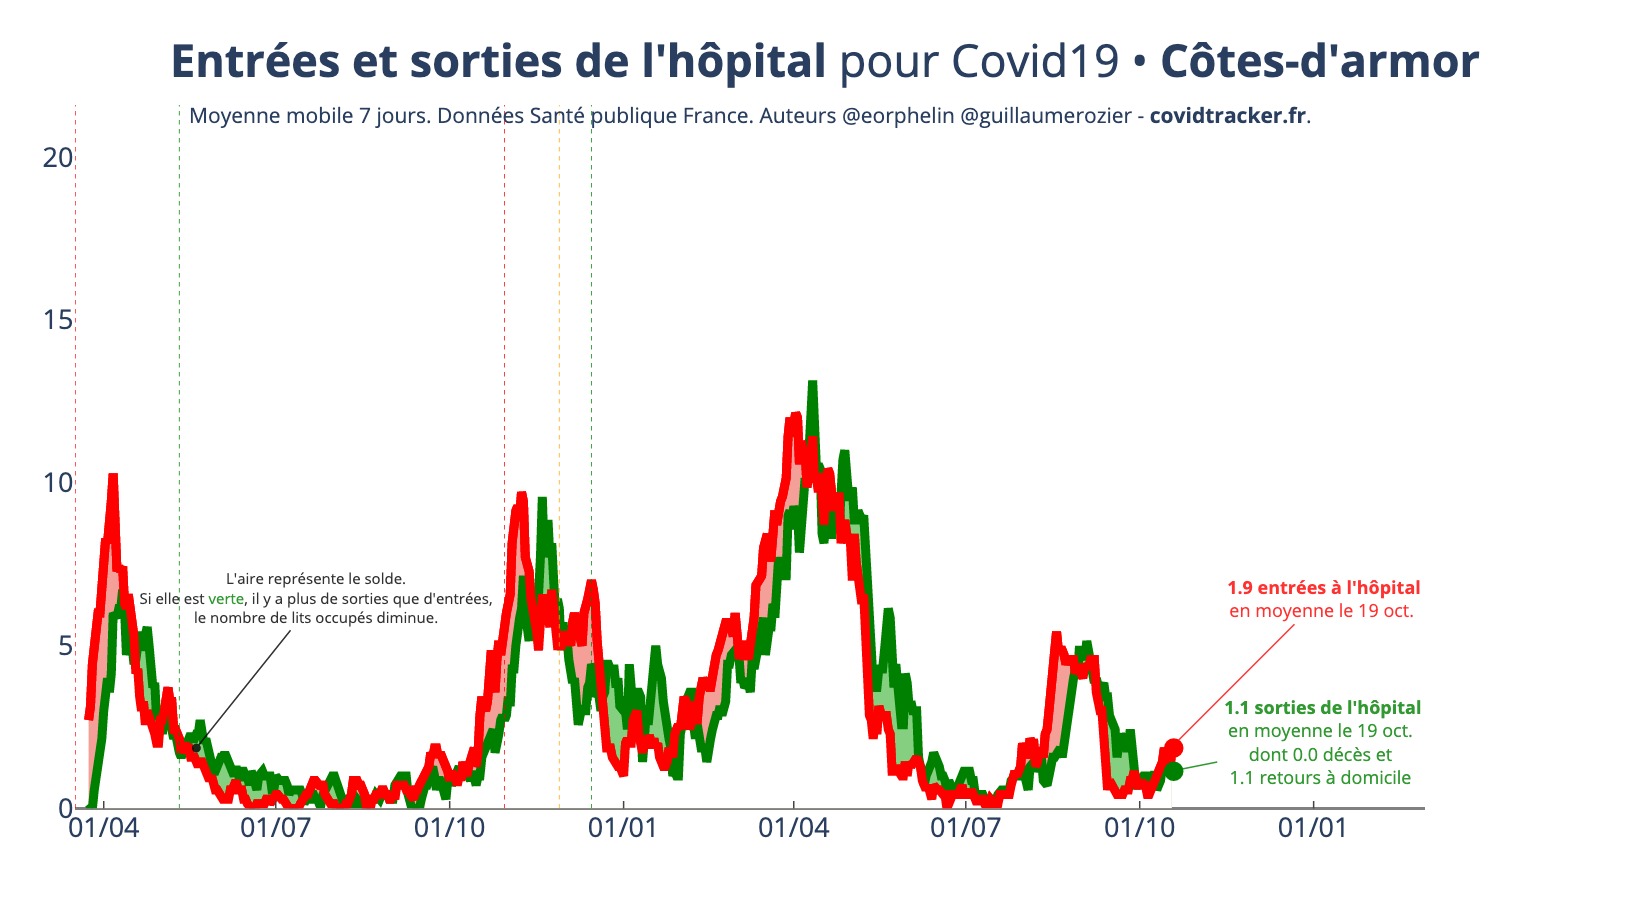 Entrées et sorties de l'hôpital pour Covid19 • Côtes-d'armor
Moyenne mobile 7 jours. Données Santé publique France. Auteurs @eorphelin @guillaumerozier - covidtracker.fr.
20
15
10
5
0
L'aire représente le solde.
Si elle est verte, il y a plus de sorties que d'entrées,
le nombre de lits occupés diminue.
1.9 entrées à l'hôpital
en moyenne le 19 oct.
1.1 sorties de l'hôpital
en moyenne le 19 oct.
dont 0.0 décès et
1.1 retours à domicile
01/04 01/07 01/10 01/01 01/04 01/07 01/10 01/01